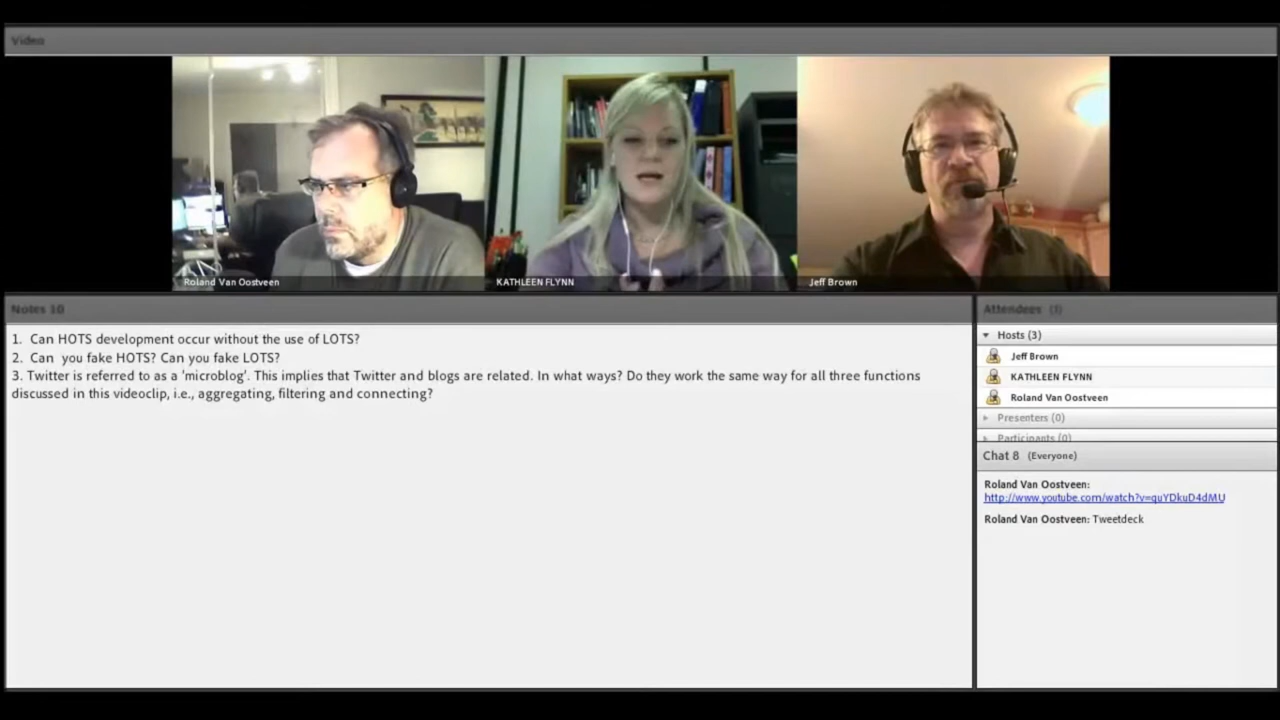 Video
Roland Van Oostveen
KATHLEEN FLYNN
Jeff Brown
Notes 10
1. Can HOTS development occur without the use of LOTS?
2. Can you fake HOTS? Can you fake LOTS?
3. Twitter is referred to as a 'microblog'. This implies that Twitter and blogs are related. In what ways? Do they work the same way for all three functions
discussed in this videoclip, i.e., aggregating, filtering and connecting?
Attendees (3)
Hosts (3)
Jeff Brown
KATHLEEN FLYNN
Roland Van Oostveen
Presenters (0)
Participants (0)
Chat 8 (Everyone)
Roland Van Oostveen:
http://www.youtube.com/watch?v=guYDkuD4dMU
Roland Van Oostveen: Tweetdeck